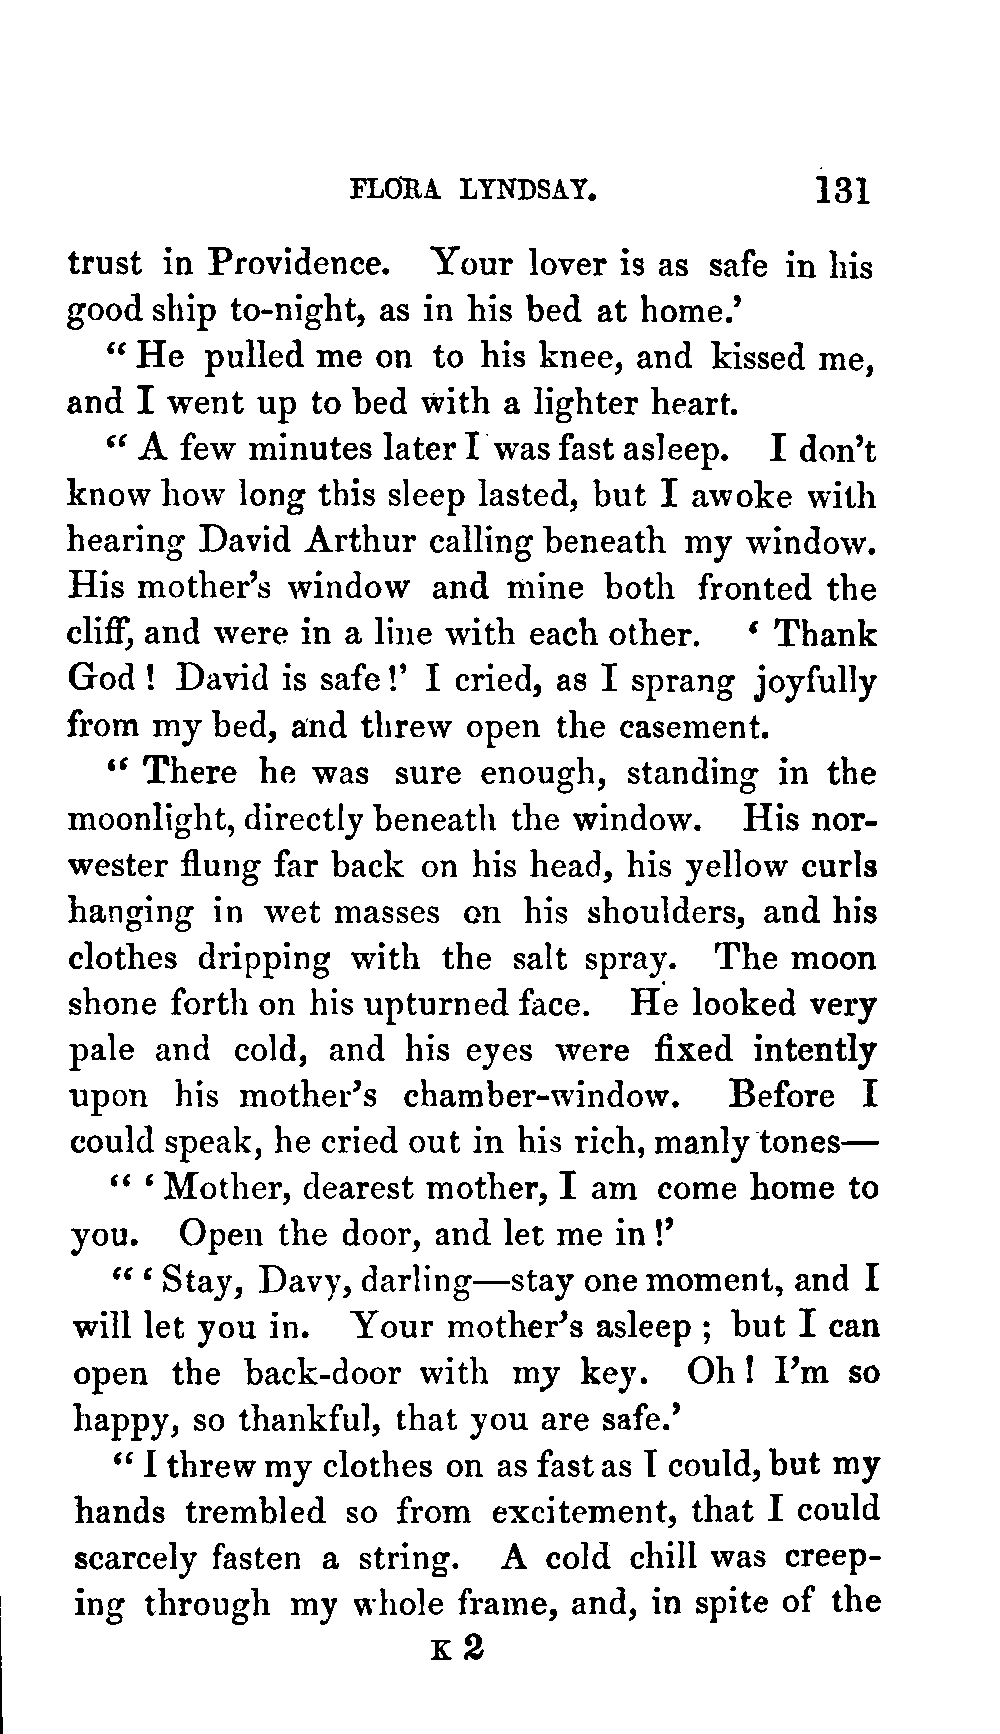 FLORA LYNDSAY. 131
trust in Providence. Your lover is as safe in his
good ship to-night, as in his bed at home.’
“ He pulled me on to his knee, and kissed me,
and I went up to bed with a lighter heart.
“ A few minutes later I was fast asleep. I don’t
know how long this sleep lasted, but I awoke with
hearing David Arthur calling beneath my window.
His mother’s window and mine both fronted the
cliff, and were in a line with each other. ‘ Thank
God ! David is safe !’ I cried, as I sprang joyfully
from my bed, and threw open the casement.
“ There he was sure enough, standing in the
moonlight, directly beneath the window. His nor-
wester flung far back on his head, his yellow curls
hanging in wet masses on his shoulders, and his
clothes dripping with the salt spray. The moon
shone forth on his upturned face. He looked very
pale and cold, and his eyes were fixed intently
upon his mother’s chamber-window. Before I
could speak, he cried out in his rich, manly tones—
“ ‘ Mother, dearest mother, I am come home to
you. Open the door, and let me in !’
“ ‘ Stay, Davy, darling—stay one moment, and I
will let you in. Your mother’s asleep ; but I can
open the back-door with my key. Oh ! I’m so
happy, so thankful, that you are safe.’
“ I threw my clothes on as fast as I could, but my
hands trembled so from excitement, that I could
scarcely fasten a string. A cold chill was creep-
ing through my whole frame, and, in spite of the
K 2